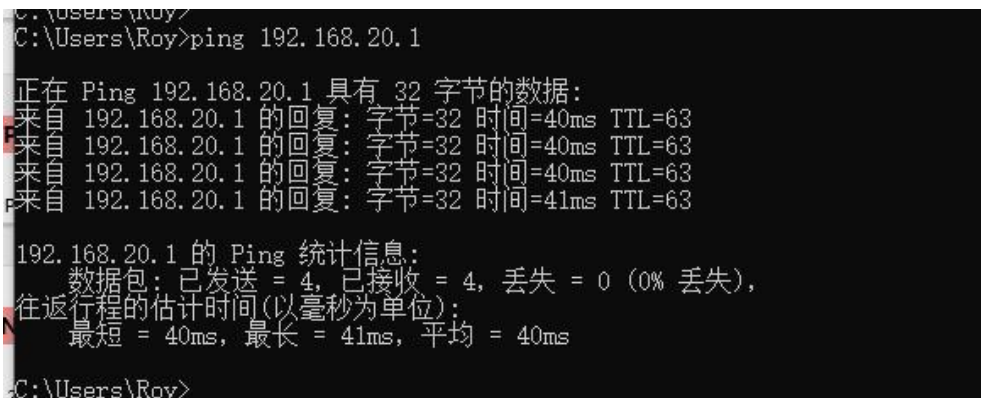 C:\Users\Roy>
C:\Users\Roy>ping 192.168.20.1
正在 Ping 192.168.20.1 具有 32 字节的数据:
来自 192.168.20.1 的回复: 字节=32 时间=40ms TTL=63
来自 192.168.20.1 的回复: 字节=32 时间=40ms TTL=63
来自 192.168.20.1 的回复: 字节=32 时间=40ms TTL=63
来自 192.168.20.1 的回复: 字节=32 时间=41ms TTL=63
192.168.20.1 的 Ping 统计信息:
数据包: 已发送 = 4, 已接收 = 4, 丢失 = 0 (0% 丢失),
往返行程的估计时间(以毫秒为单位):
最短 = 40ms, 最长 = 41ms, 平均 = 40ms
C:\Users\Roy>